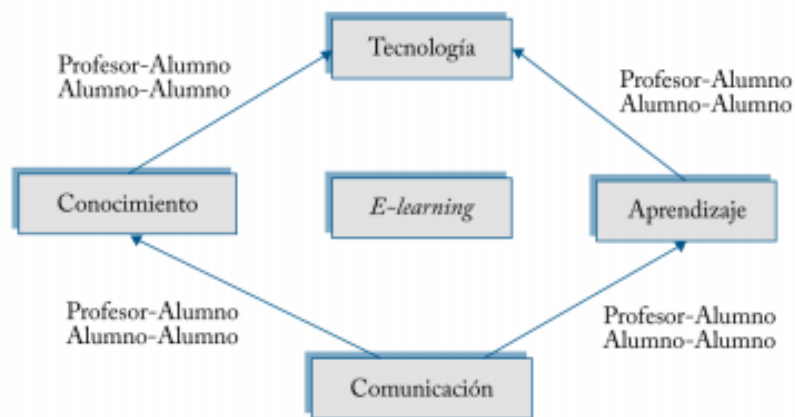 Tecnología
Profesor-Alumno
Alumno-Alumno
Profesor-Alumno
Alumno-Alumno
Conocimiento
E-learning
Aprendizaje
Profesor-Alumno
Alumno-Alumno
Profesor-Alumno
Alumno-Alumno
Comunicación